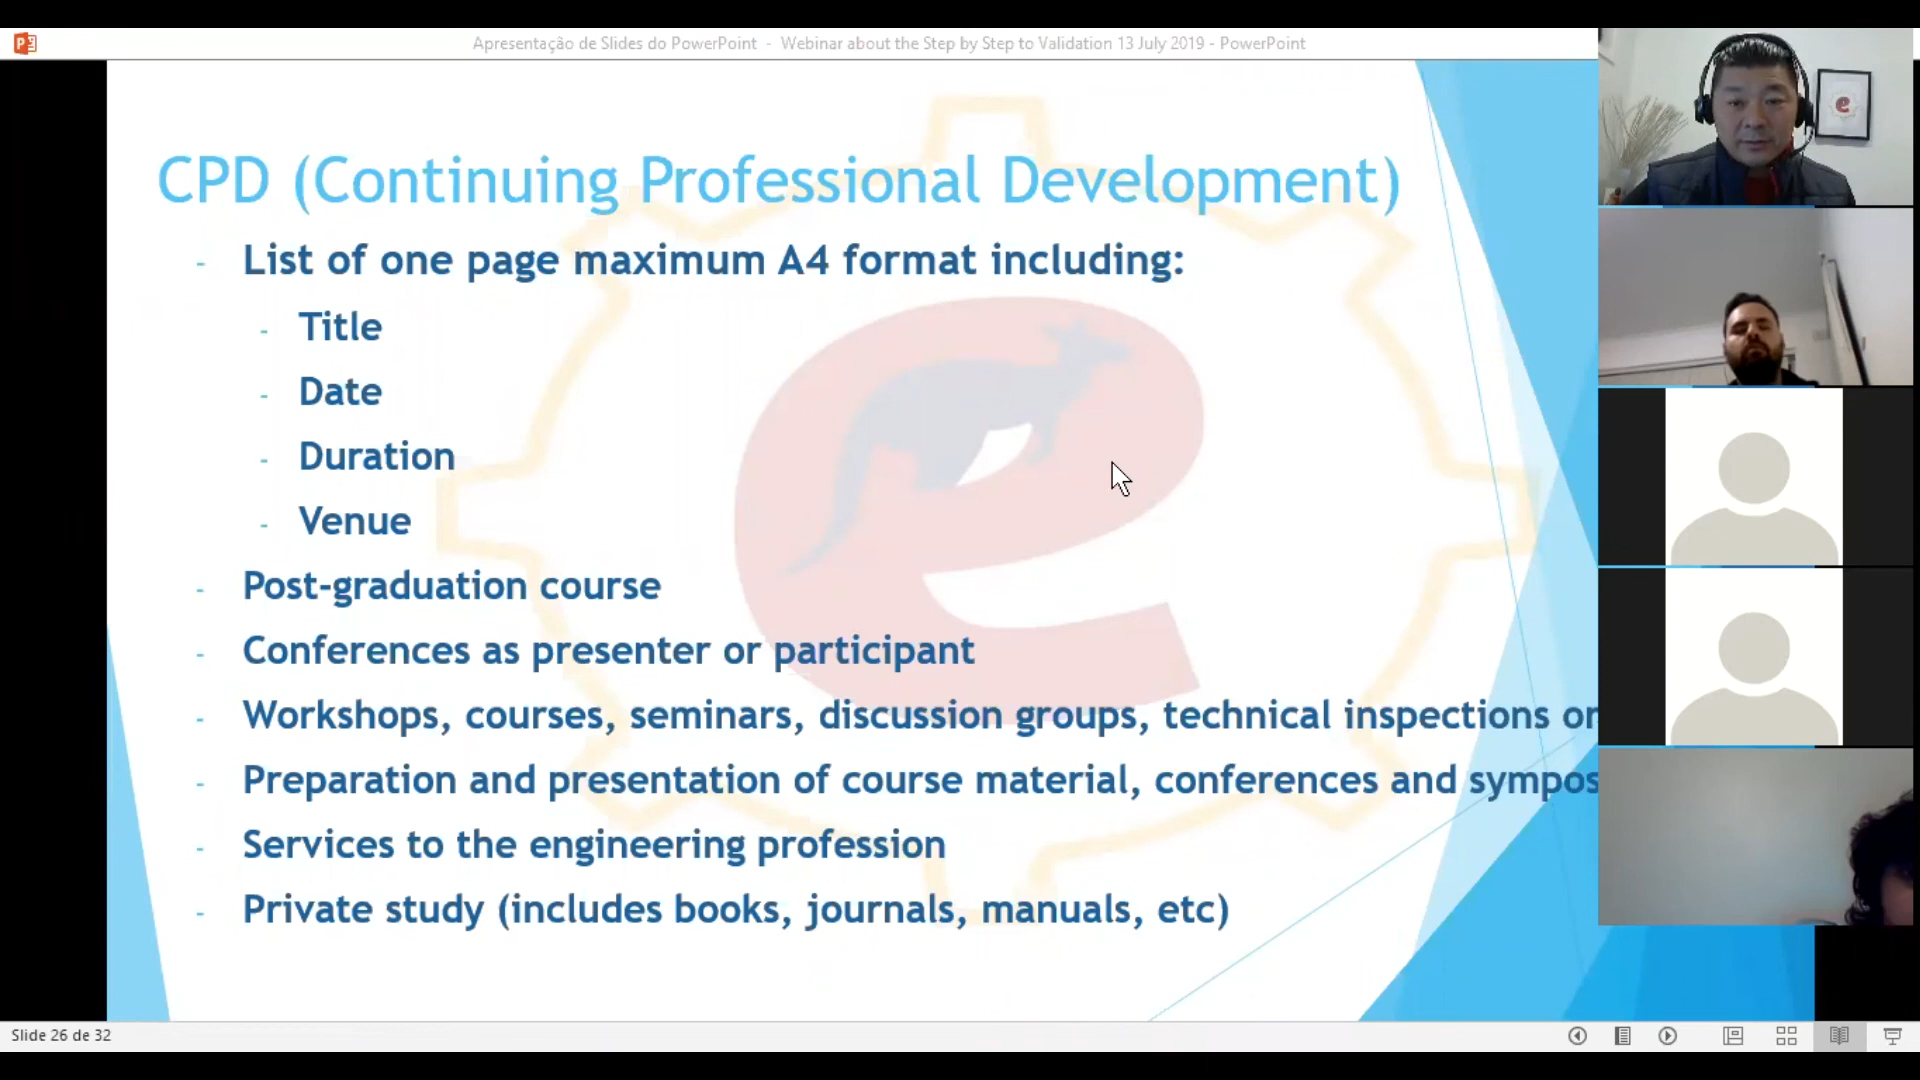 Apresentação de Slides do PowerPoint - Webinar about the Step by Step to Validation 13 July 2019 - PowerPoint
CPD (Continuing Professional Development)
- List of one page maximum A4 format including:
- Title
- Date
- Duration
- Venue
- Post-graduation course
- Conferences as presenter or participant
- Workshops, courses, seminars, discussion groups, technical inspections or
- Preparation and presentation of course material, conferences and sympos
- Services to the engineering profession
- Private study (includes books, journals, manuals, etc)
Slide 26 de 32